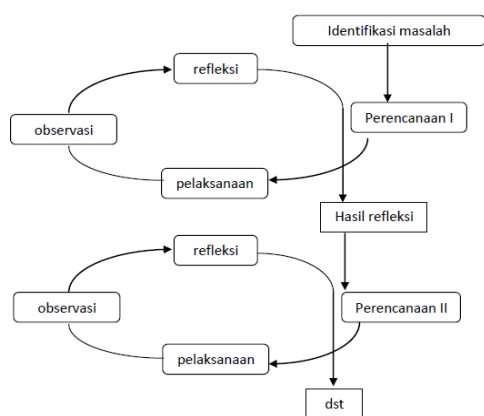 Identifikasi masalah
refleksi
Perencanaan I
observasi
pelaksanaan
Hasil refleksi
refleksi
observasi
Perencanaan II
pelaksanaan
dst